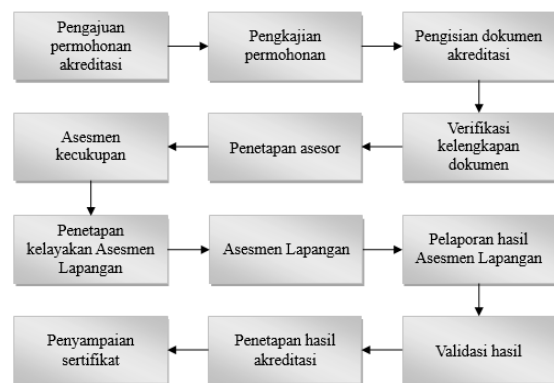 Pengajuan
permohonan
akreditasi
Pengkajian
permohonan
Pengisian dokumen
akreditasi
Verifikasi
kelengkapan
dokumen
Penetapan asesor
Asesmen
kecukupan
Penetapan
kelayakan Asesmen
Lapangan
Asesmen Lapangan
Pelaporan hasil
Asesmen Lapangan
Validasi hasil
Penetapan hasil
akreditasi
Penyampaian
sertifikat